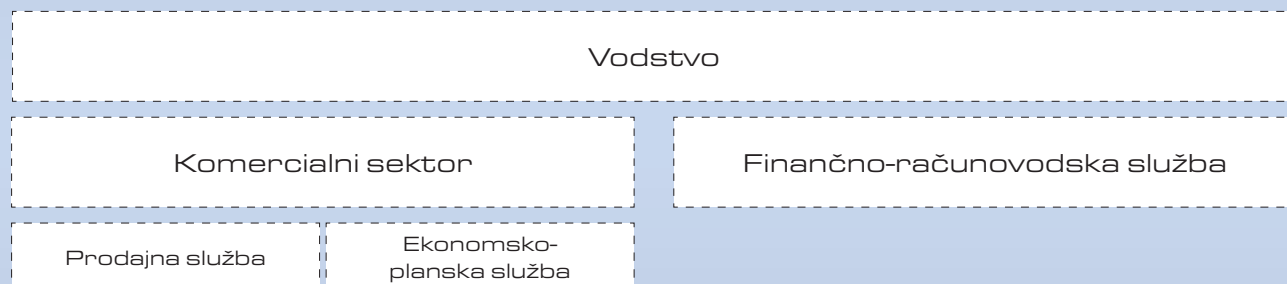 Vodstvo
Komercialni sektor
Finančno-računovodska služba
Prodajna služba
Ekonomsko-
planska služba